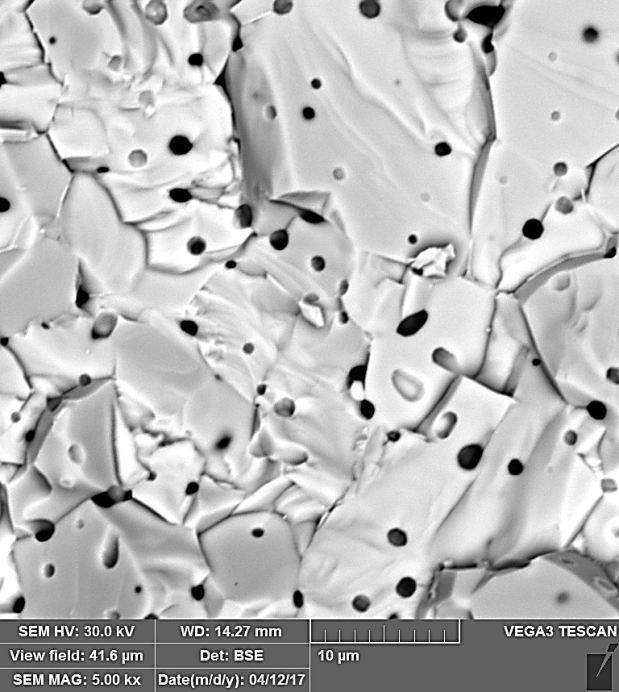 SEM HV: 30.0 kV WD: 14.27 mm VEGA3 TESCAN
View field: 41.6 µm Det: BSE 10 µm
SEM MAG: 5.00 kx Date(m/d/y): 04/12/17